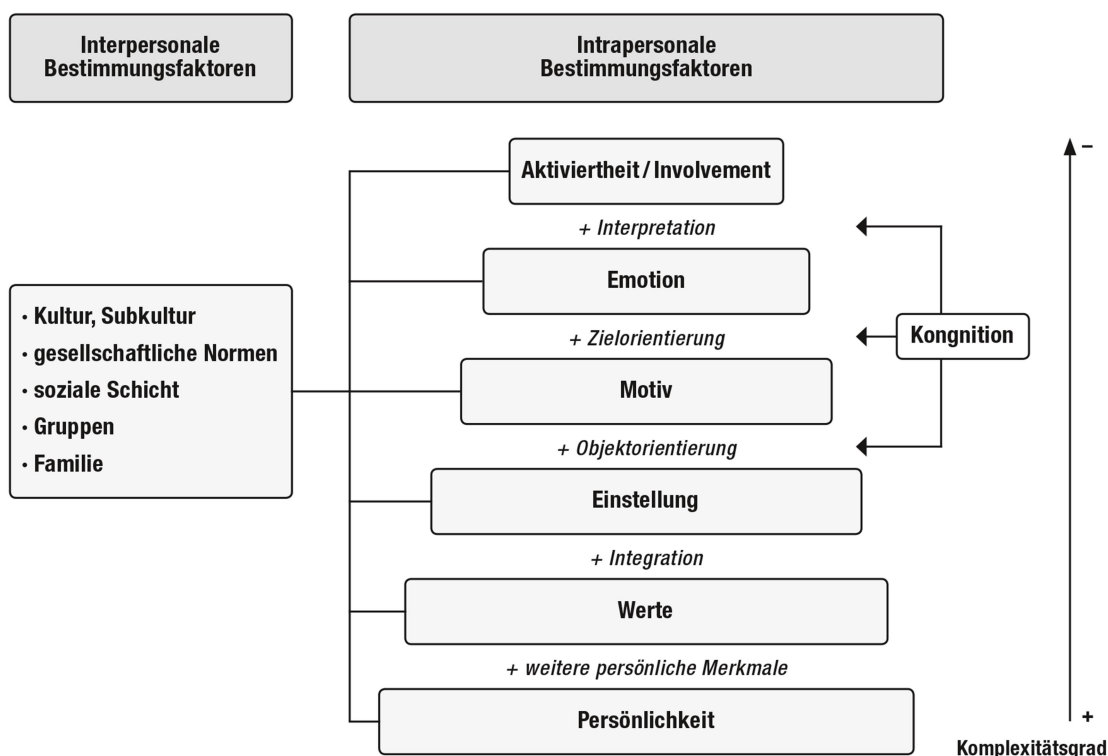 Interpersonale
Bestimmungsfaktoren
Intrapersonale
Bestimmungsfaktoren
• Kultur, Subkultur
• gesellschaftliche Normen
• soziale Schicht
• Gruppen
• Familie
Aktiviertheit / Involvement
+ Interpretation
Emotion
+ Zielorientierung
Motiv
+ Objektorientierung
Einstellung
+ Integration
Werte
+ weitere persönliche Merkmale
Persönlichkeit
Kongnition
–
+
Komplexitätsgrad